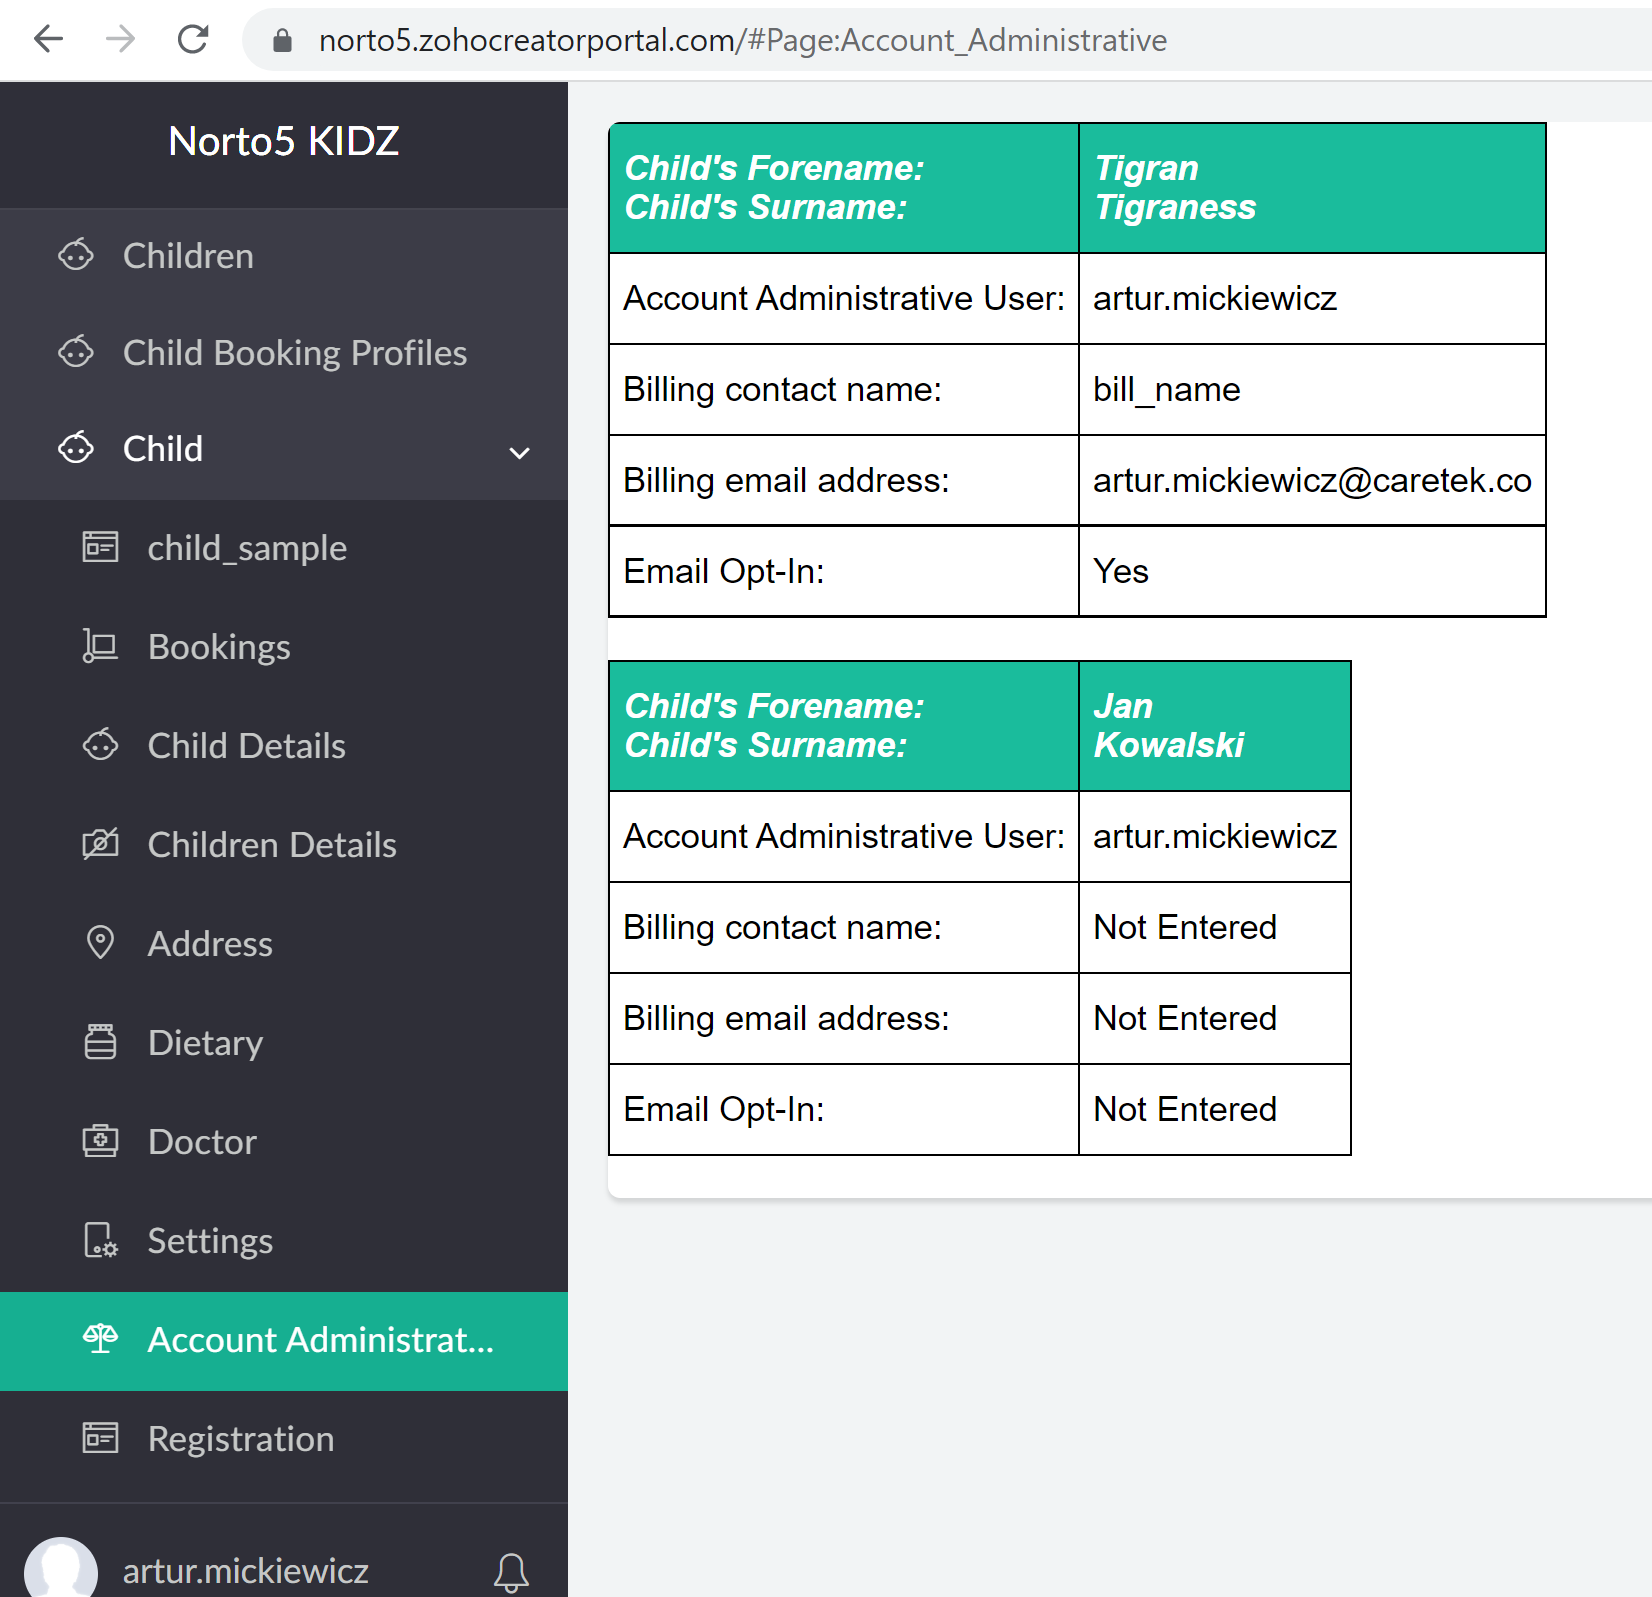 norto5.zohocreatorportal.com/#Page:Account_Administrative
Norto5 KIDZ
Children
Child Booking Profiles
Child
child_sample
Bookings
Child Details
Children Details
Address
Dietary
Doctor
Settings
Account Administrat...
Registration
artur.mickiewicz
Child's Forename: Tigran
Child's Surname: Tigraness
Account Administrative User: artur.mickiewicz
Billing contact name: bill_name
Billing email address: artur.mickiewicz@caretek.co
Email Opt-In: Yes
Child's Forename: Jan
Child's Surname: Kowalski
Account Administrative User: artur.mickiewicz
Billing contact name: Not Entered
Billing email address: Not Entered
Email Opt-In: Not Entered